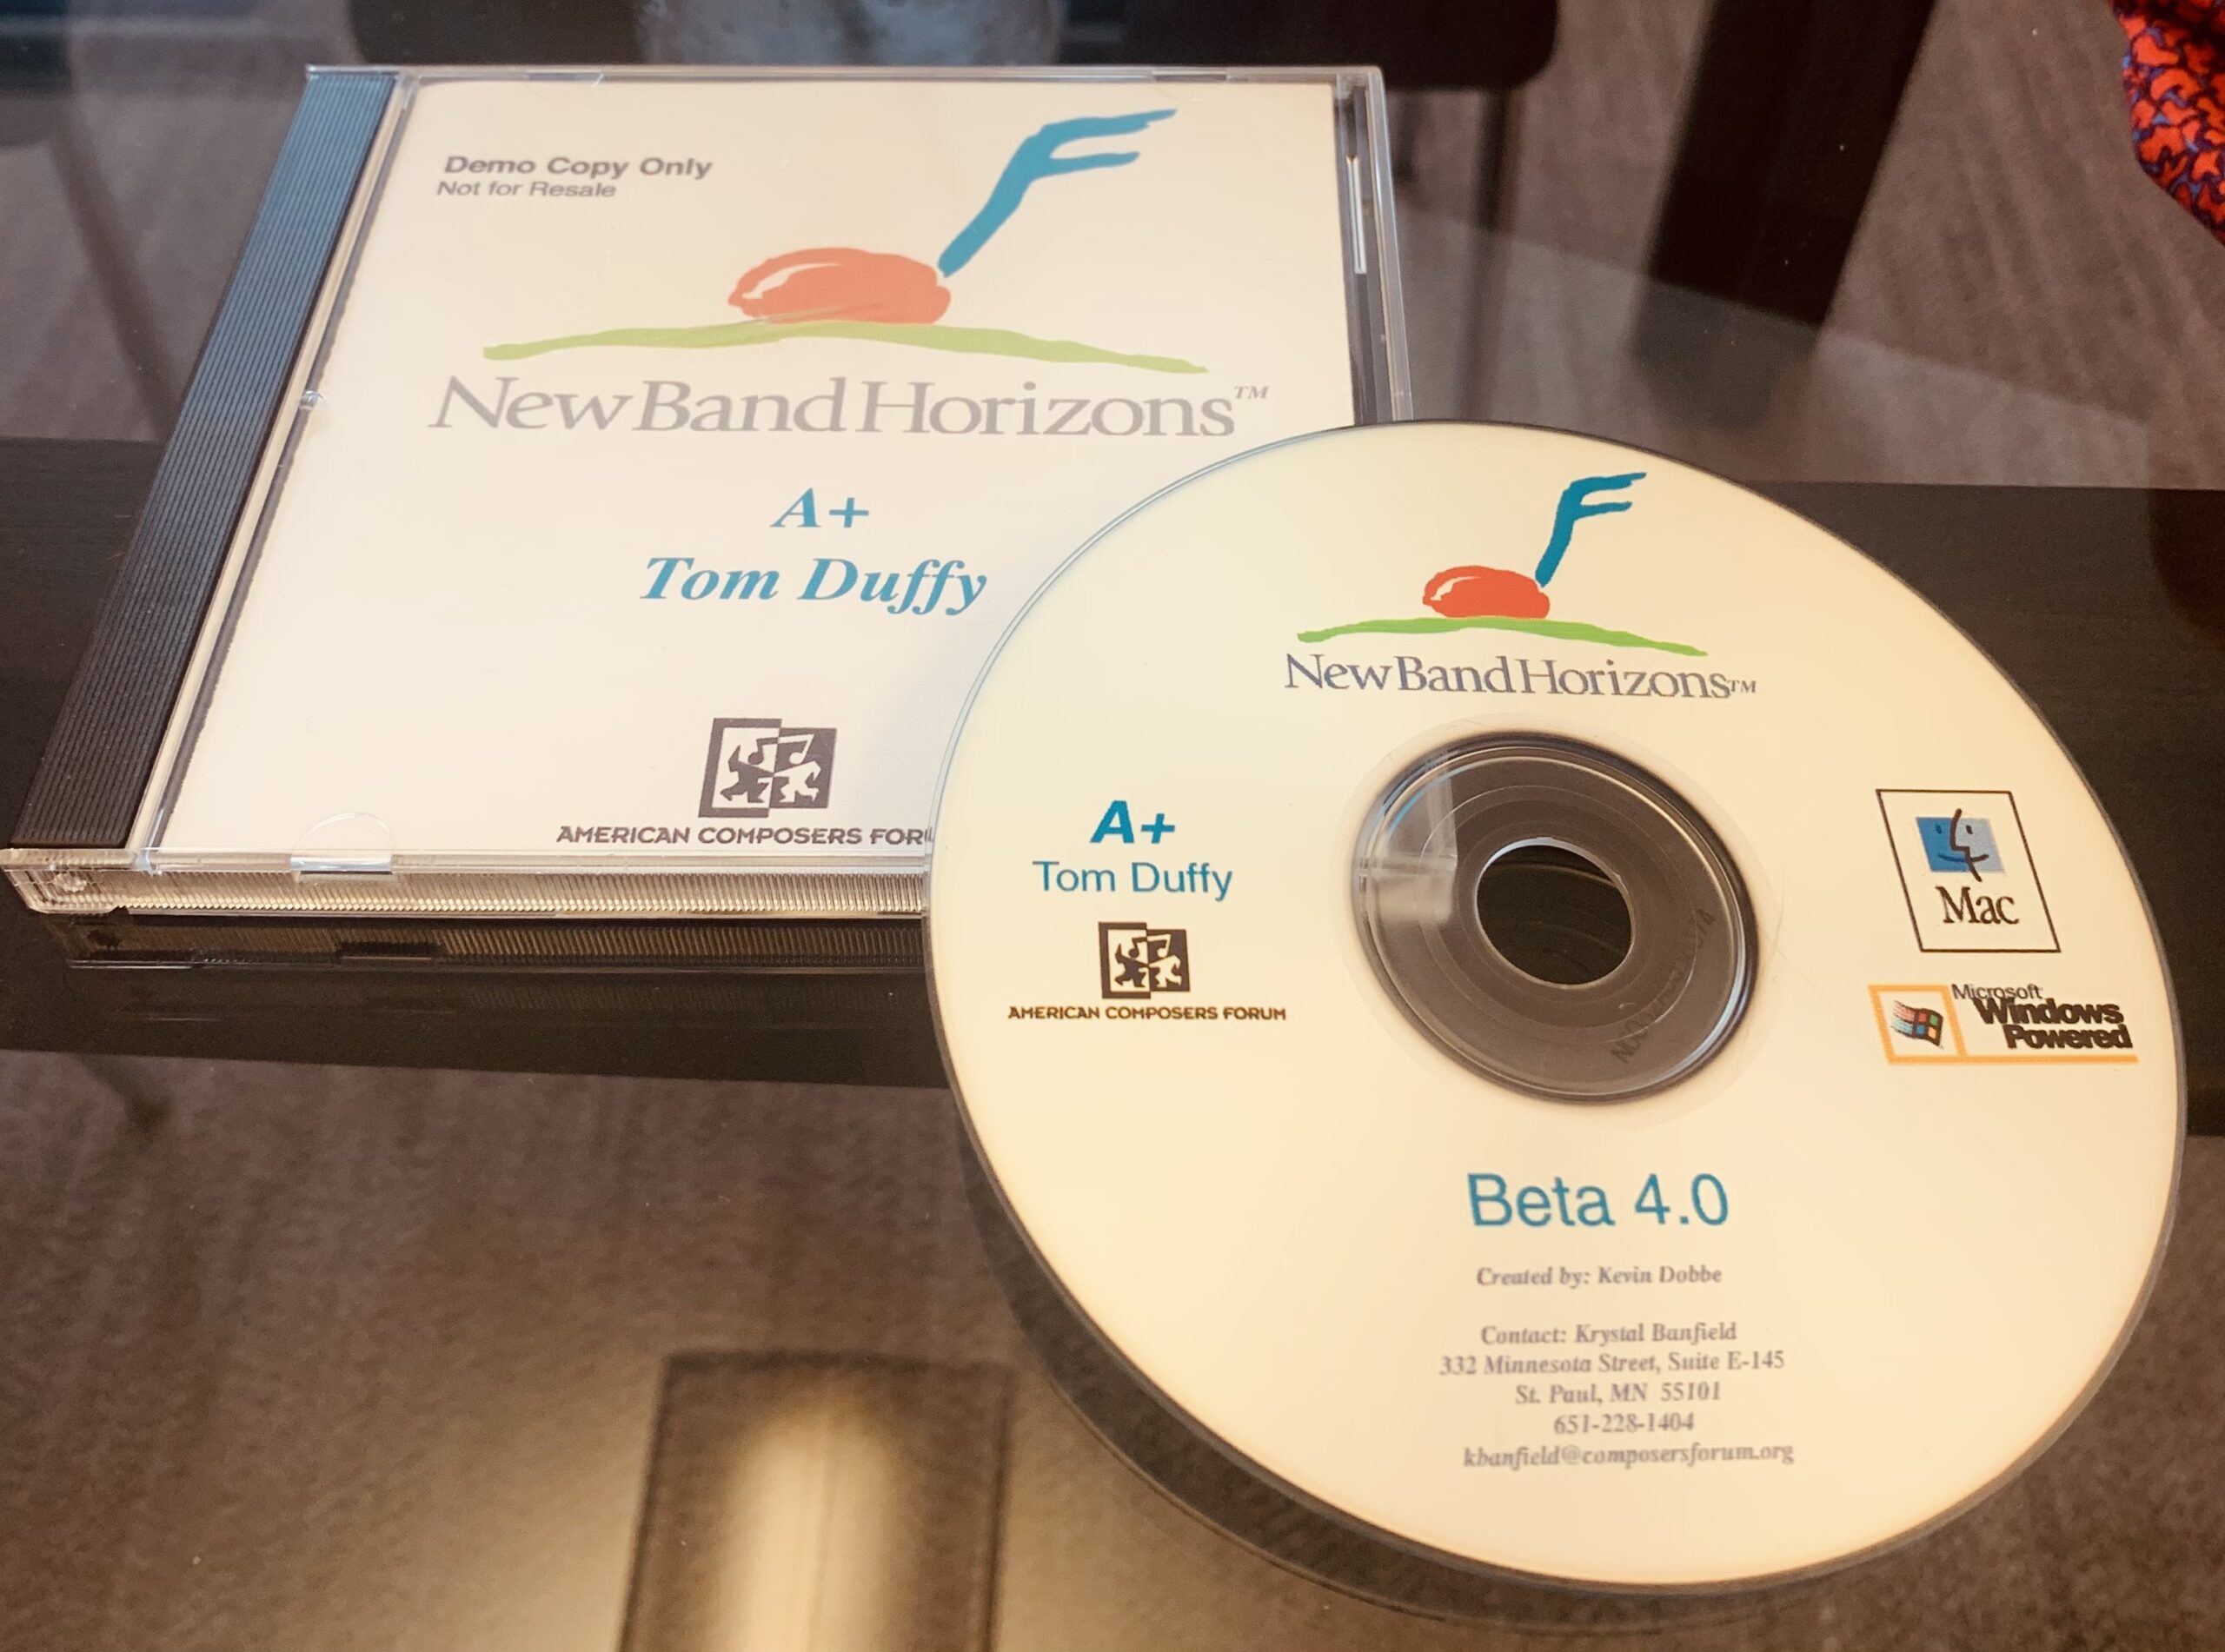 Demo Copy Only
Not for Resale
NewBandHorizons™
A+
Tom Duffy
AMERICAN COMPOSERS
NewBandHorizons™
A+
Tom Duffy
AMERICAN COMPOSERS FORUM
Mac
Microsoft
Windows
Powered
Beta 4.0
Created by: Kevin Dobbe
Contact: Krystal Banfield
332 Minnesota Street, Suite E-145
St. Paul, MN 55101
651-228-1404
kbanfield@composersforum.org